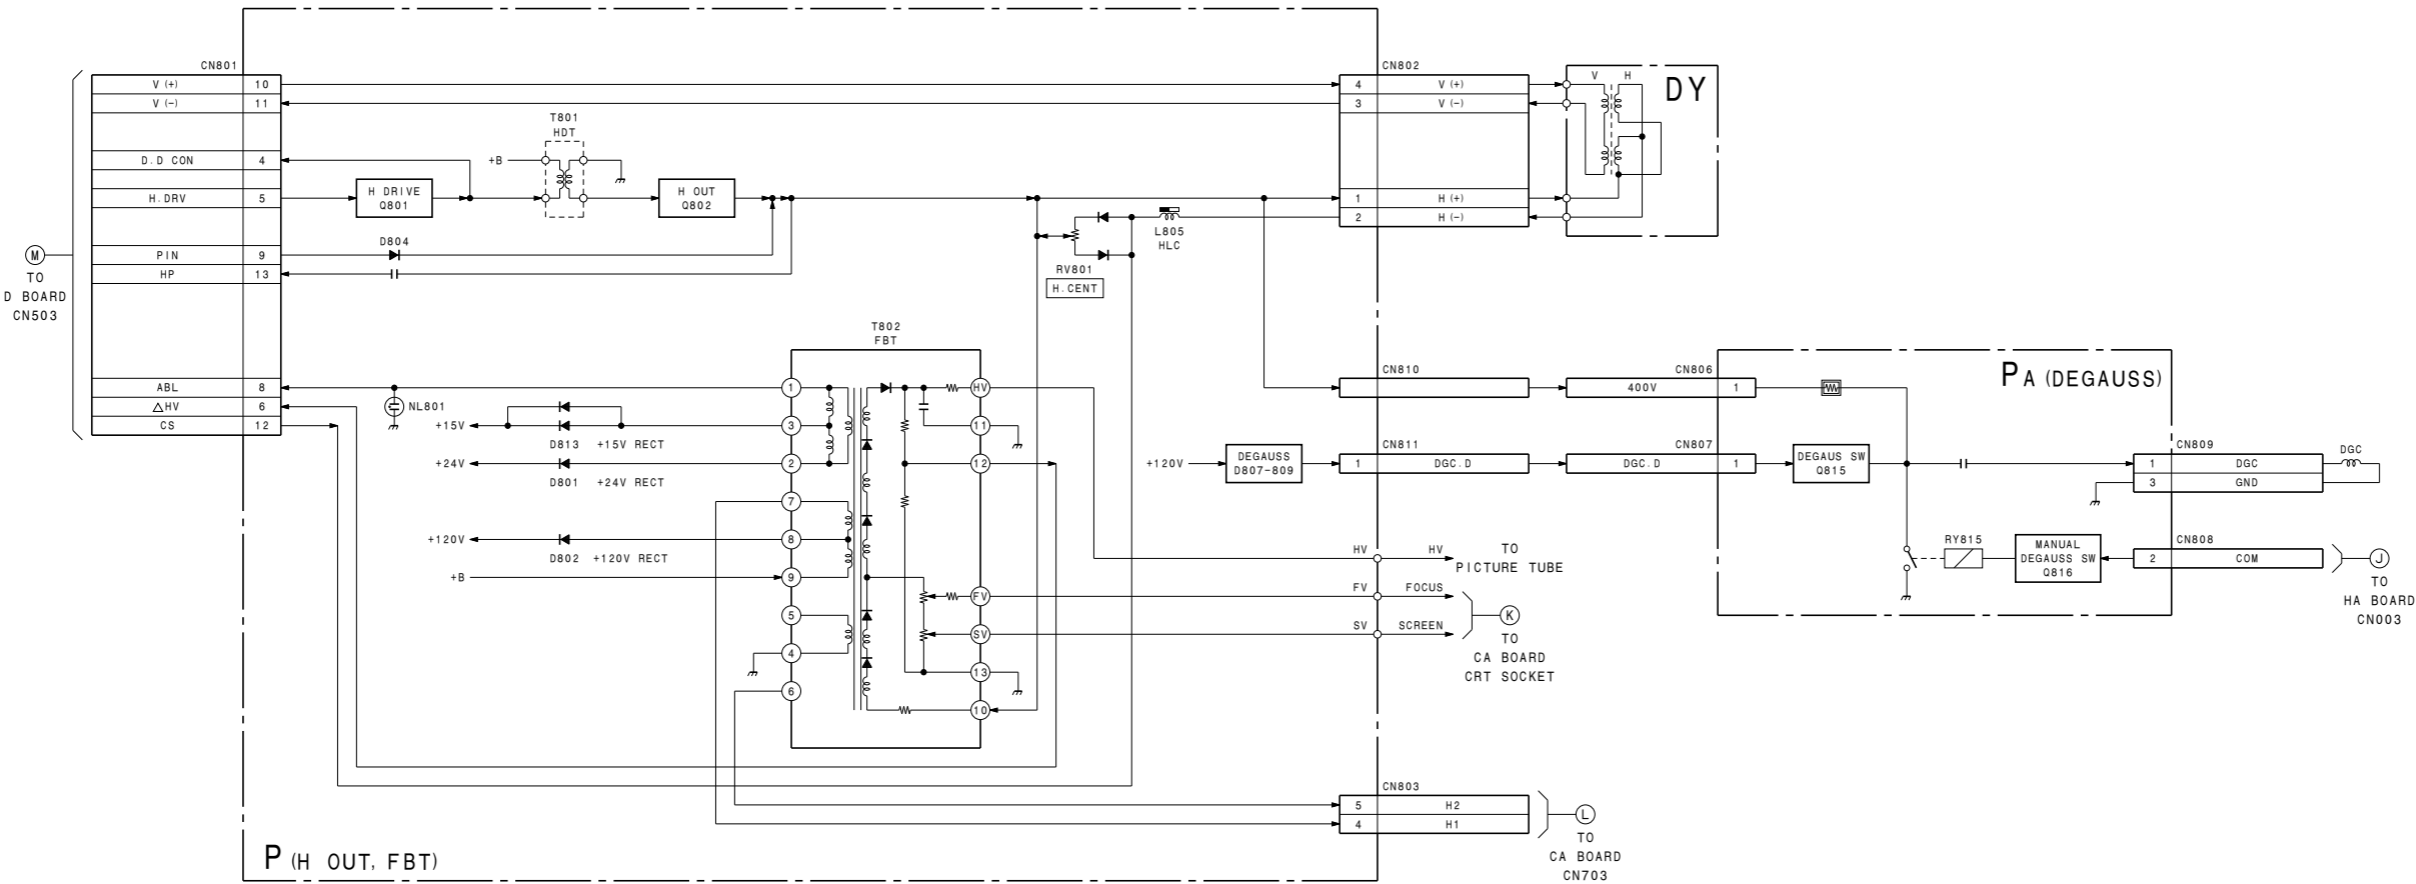 CN801
V (+) 10
V (-) 11
D.D CON 4
H.DRV 5
PIN 9
HP 13
ABL 8
△HV 6
CS 12
M
TO
D BOARD
CN503
H DRIVE
Q801
T801
HDT
+B
H OUT
Q802
D804
NL801
+15V
D813 +15V RECT
+24V
D801 +24V RECT
+120V
D802 +120V RECT
+B
T802
FBT
1
3
2
7
8
9
5
4
6
HV
11
12
FV
SV
13
10
RV801
H.CENT
L805
HLC
CN802
4 V (+)
3 V (-)
1 H (+)
2 H (-)
V H
DY
CN810
CN806
400V 1
+120V
DEGAUSS
D807-809
CN811
1 DGC.D
CN807
DGC.D 1
DEGAUS SW
Q815
PA (DEGAUSS)
CN809
1 DGC
3 GND
DGC
RY815
MANUAL
DEGAUSS SW
Q816
CN808
2 COM
J
TO
HA BOARD
CN003
HV HV
TO
PICTURE TUBE
FV FOCUS
SV SCREEN
K
TO
CA BOARD
CRT SOCKET
CN803
5 H2
4 H1
L
TO
CA BOARD
CN703
P (H OUT, FBT)